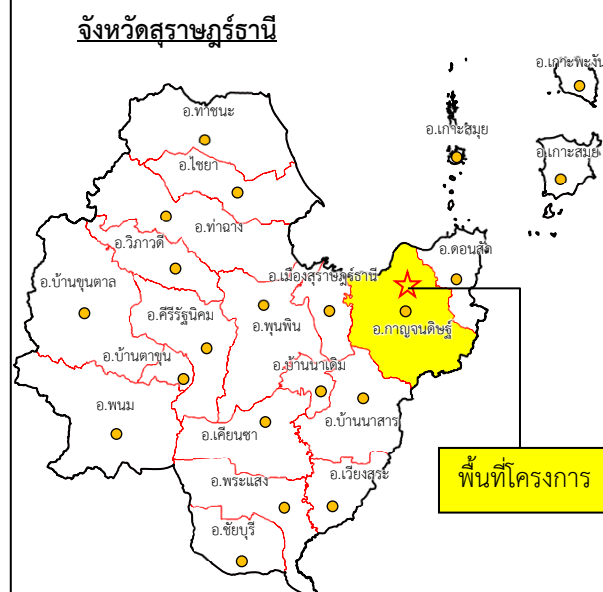 จังหวัดสุราษฎร์ธานี
อ.เกาะพะงัน
อ.ท่าชนะ
อ.เกาะสมุย
อ.เกาะสมุย
อ.ไชยา
อ.ท่าฉาง
อ.วิภาวดี
อ.ดอนสัก
อ.เมืองสุราษฎร์ธานี
อ.บ้านขุนตาล
อ.คีรีรัฐนิคม
อ.พุนพิน
อ.กาญจนดิษฐ์
อ.บ้านตาขุน
อ.บ้านนาเดิม
อ.พนม
อ.บ้านนาสาร
อ.เคียนซา
อ.พระแสง
อ.เวียงสระ
พื้นที่โครงการ
อ.ชัยบุรี